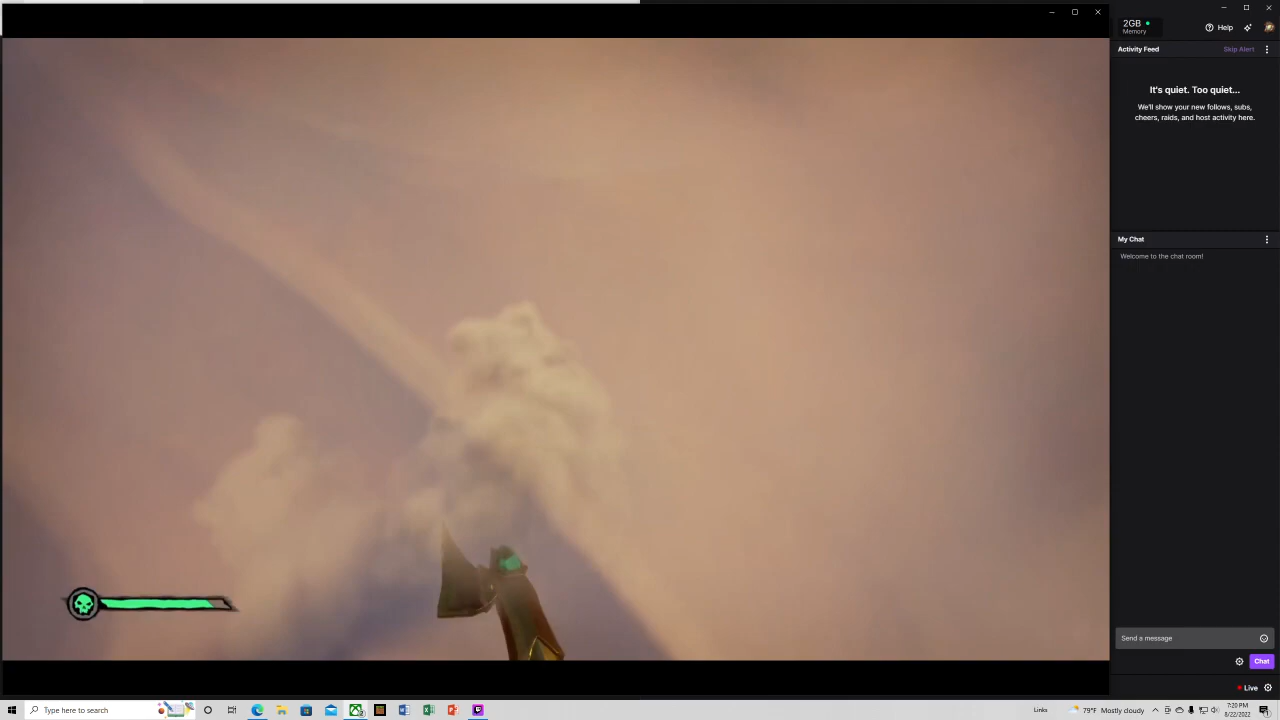 2GB
Memory
Help
Activity Feed
Skip Alert
It's quiet. Too quiet...
We'll show your new follows, subs,
cheers, raids, and host activity here.
My Chat
Welcome to the chat room!
Send a message
Chat
Live
Type here to search
Links
79°F Mostly cloudy
7:20 PM
8/22/2022